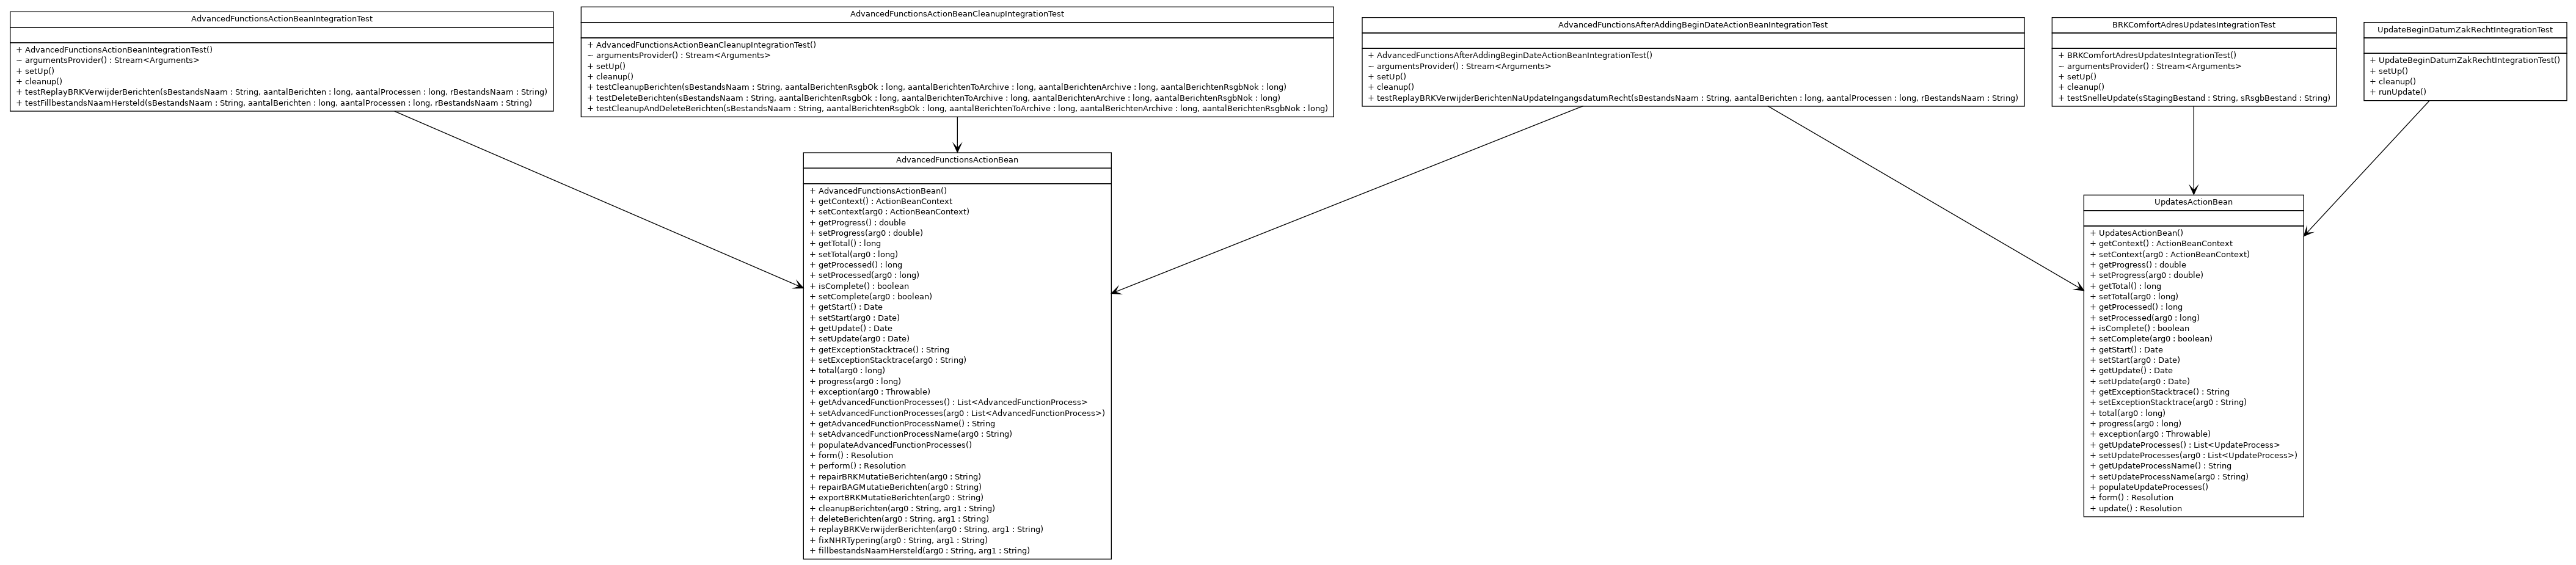 AdvancedFunctionsActionBeanIntegrationTest
+ AdvancedFunctionsActionBeanIntegrationTest()
~ argumentsProvider() : Stream<Arguments>
+ setUp()
+ cleanup()
+ testReplayBRKVerwijderBerichten(sBestandsNaam : String, aantalBerichten : long, aantalProcessen : long, rBestandsNaam : String)
+ testFillbestandsNaamHersteld(sBestandsNaam : String, aantalBerichten : long, aantalProcessen : long, rBestandsNaam : String)
AdvancedFunctionsActionBeanCleanupIntegrationTest
+ AdvancedFunctionsActionBeanCleanupIntegrationTest()
~ argumentsProvider() : Stream<Arguments>
+ setUp()
+ cleanup()
+ testCleanupBerichten(sBestandsNaam : String, aantalBerichtenRsgbOk : long, aantalBerichtenToArchive : long, aantalBerichtenArchive : long, aantalBerichtenRsgbNok : long)
+ testDeleteBerichten(sBestandsNaam : String, aantalBerichtenRsgbOk : long, aantalBerichtenToArchive : long, aantalBerichtenArchive : long, aantalBerichtenRsgbNok : long)
+ testCleanupAndDeleteBerichten(sBestandsNaam : String, aantalBerichtenRsgbOk : long, aantalBerichtenToArchive : long, aantalBerichtenArchive : long, aantalBerichtenRsgbNok : long)
AdvancedFunctionsAfterAddingBeginDateActionBeanIntegrationTest
+ AdvancedFunctionsAfterAddingBeginDateActionBeanIntegrationTest()
~ argumentsProvider() : Stream<Arguments>
+ setUp()
+ cleanup()
+ testReplayBRKVerwijderBerichtenNaUpdateIngangsdatumRecht(sBestandsNaam : String, aantalBerichten : long, aantalProcessen : long, rBestandsNaam : String)
BRKComfortAdresUpdatesIntegrationTest
+ BRKComfortAdresUpdatesIntegrationTest()
~ argumentsProvider() : Stream<Arguments>
+ setUp()
+ cleanup()
+ testSnelleUpdate(sStagingBestand : String, sRsgbBestand : String)
UpdateBeginDatumZakRechtIntegrationTest
+ UpdateBeginDatumZakRechtIntegrationTest()
+ setUp()
+ cleanup()
+ runUpdate()
AdvancedFunctionsActionBean
+ AdvancedFunctionsActionBean()
+ getContext() : ActionBeanContext
+ setContext(arg0 : ActionBeanContext)
+ getProgress() : double
+ setProgress(arg0 : double)
+ getTotal() : long
+ setTotal(arg0 : long)
+ getProcessed() : long
+ setProcessed(arg0 : long)
+ isComplete() : boolean
+ setComplete(arg0 : boolean)
+ getStart() : Date
+ setStart(arg0 : Date)
+ getUpdate() : Date
+ setUpdate(arg0 : Date)
+ getExceptionStacktrace() : String
+ setExceptionStacktrace(arg0 : String)
+ total(arg0 : long)
+ progress(arg0 : long)
+ exception(arg0 : Throwable)
+ getAdvancedFunctionProcesses() : List<AdvancedFunctionProcess>
+ setAdvancedFunctionProcesses(arg0 : List<AdvancedFunctionProcess>)
+ getAdvancedFunctionProcessName() : String
+ setAdvancedFunctionProcessName(arg0 : String)
+ populateAdvancedFunctionProcesses()
+ form() : Resolution
+ perform() : Resolution
+ repairBRKMutatieBerichten(arg0 : String)
+ repairBAGMutatieBerichten(arg0 : String)
+ exportBRKMutatieBerichten(arg0 : String)
+ cleanupBerichten(arg0 : String, arg1 : String)
+ deleteBerichten(arg0 : String, arg1 : String)
+ replayBRKVerwijderBerichten(arg0 : String, arg1 : String)
+ fixNHRTypering(arg0 : String, arg1 : String)
+ fillbestandsNaamHersteld(arg0 : String, arg1 : String)
UpdatesActionBean
+ UpdatesActionBean()
+ getContext() : ActionBeanContext
+ setContext(arg0 : ActionBeanContext)
+ getProgress() : double
+ setProgress(arg0 : double)
+ getTotal() : long
+ setTotal(arg0 : long)
+ getProcessed() : long
+ setProcessed(arg0 : long)
+ isComplete() : boolean
+ setComplete(arg0 : boolean)
+ getStart() : Date
+ setStart(arg0 : Date)
+ getUpdate() : Date
+ setUpdate(arg0 : Date)
+ getExceptionStacktrace() : String
+ setExceptionStacktrace(arg0 : String)
+ total(arg0 : long)
+ progress(arg0 : long)
+ exception(arg0 : Throwable)
+ getUpdateProcesses() : List<UpdateProcess>
+ setUpdateProcesses(arg0 : List<UpdateProcess>)
+ getUpdateProcessName() : String
+ setUpdateProcessName(arg0 : String)
+ populateUpdateProcesses()
+ form() : Resolution
+ update() : Resolution